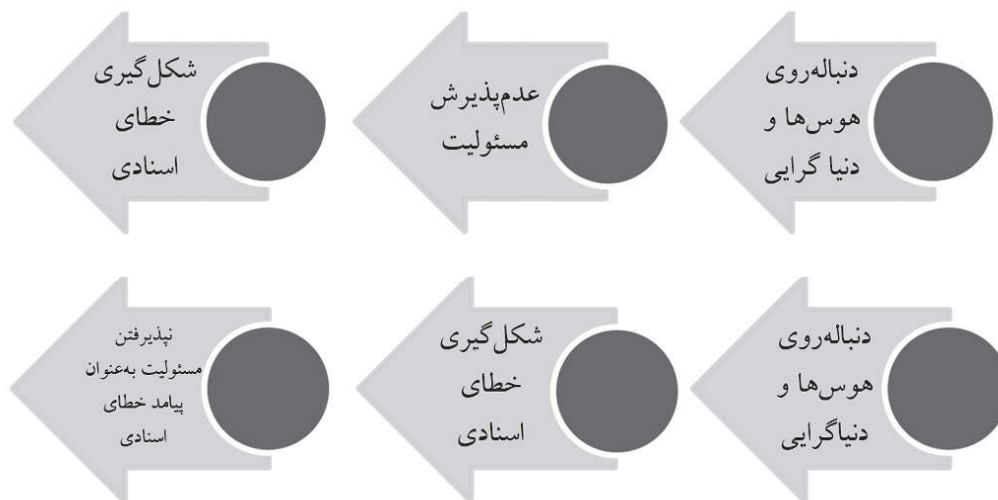 دنباله‌روی
هوس‌ها و
دنیا گرایی
عدم‌پذیرش
مسئولیت
شکل‌گیری
خطای
اسنادی
دنباله‌روی
هوس‌ها و
دنیاگرایی
شکل‌گیری
خطای
اسنادی
نپذیرفتن
مسئولیت به‌عنوان
پیامد خطای
اسنادی